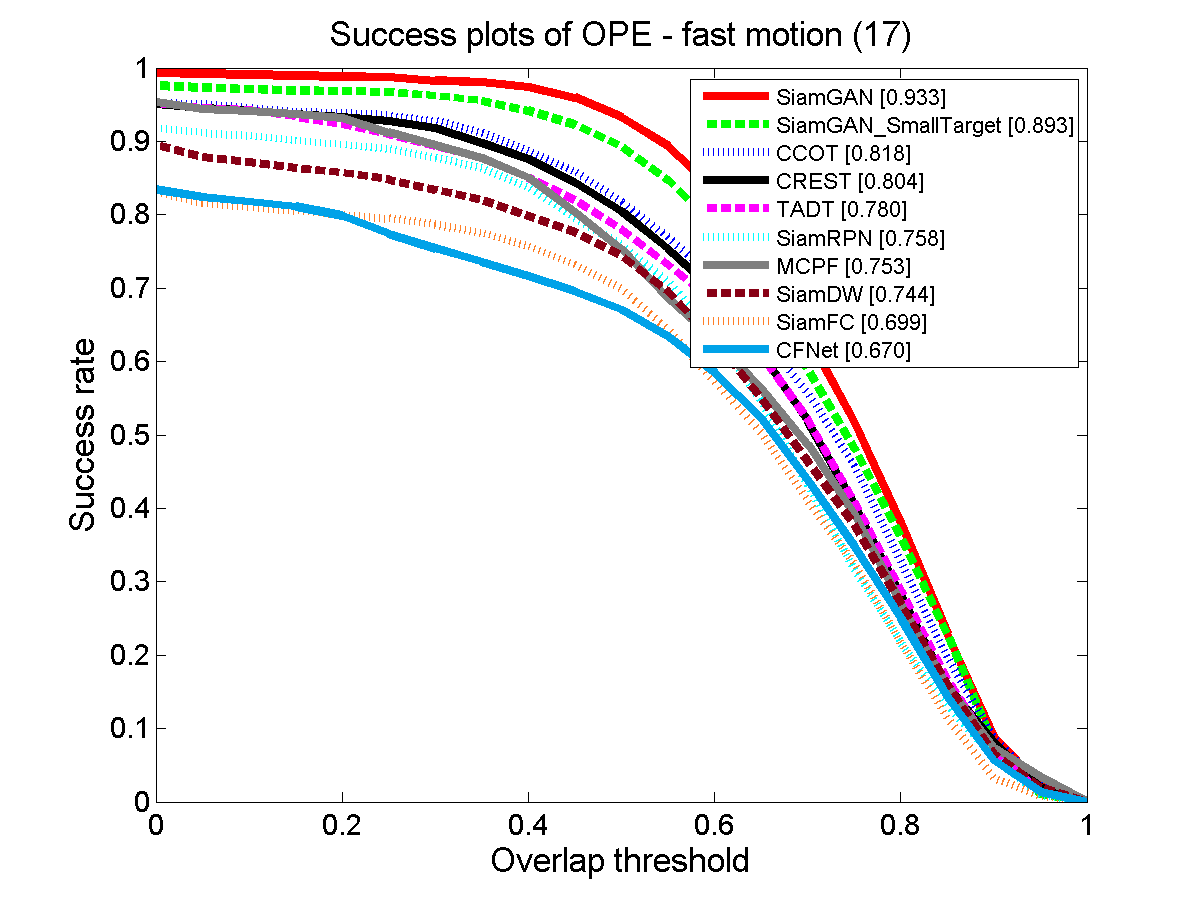 Success plots of OPE - fast motion (17)
1
0.9
0.8
0.7
0.6
0.5
0.4
0.3
0.2
0.1
0
Success rate
SiamGAN [0.933]
SiamGAN_SmallTarget [0.893]
CCOT [0.818]
CREST [0.804]
TADT [0.780]
SiamRPN [0.758]
MCPF [0.753]
SiamDW [0.744]
SiamFC [0.699]
CFNet [0.670]
0 0.2 0.4 0.6 0.8 1
Overlap threshold